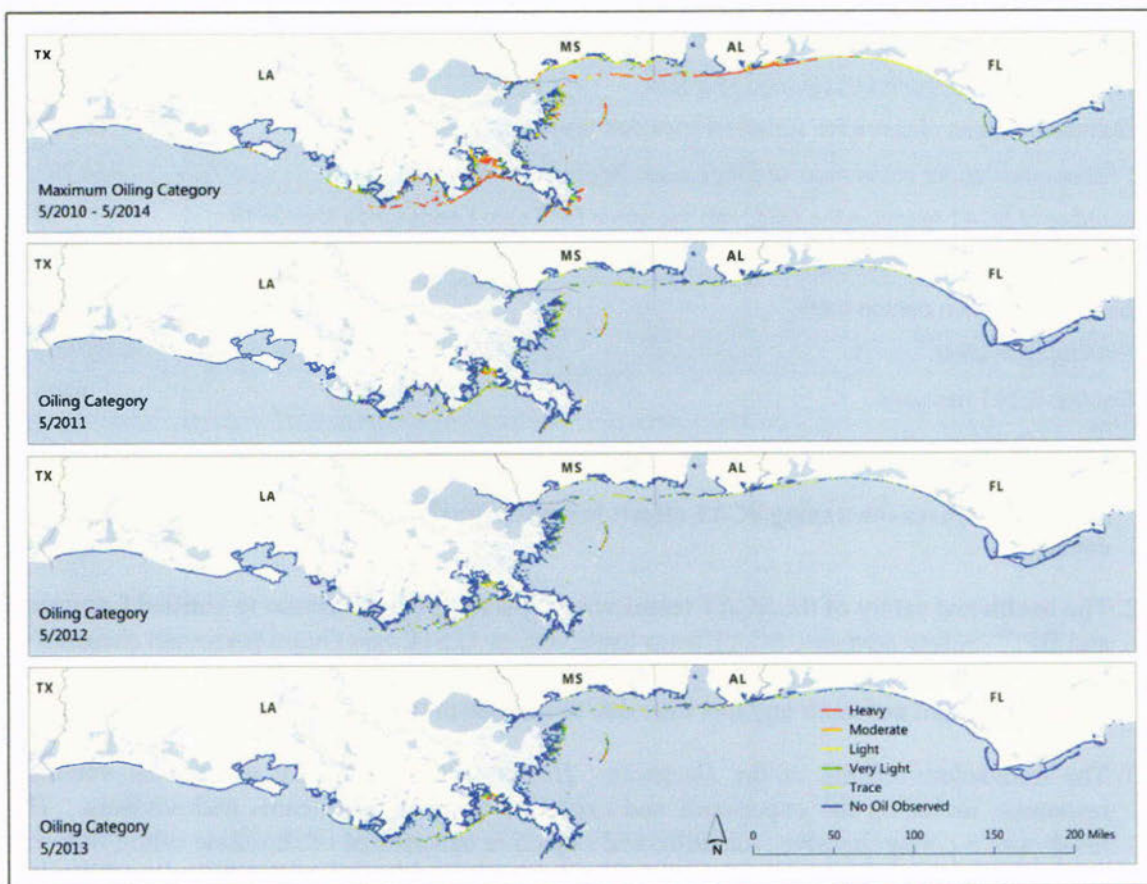 TX
LA
MS
AL
FL
Maximum Oiling Category
5/2010 - 5/2014
TX
LA
MS
AL
FL
Oiling Category
5/2011
TX
LA
MS
AL
FL
Oiling Category
5/2012
TX
LA
MS
AL
FL
Oiling Category
5/2013
Heavy
Moderate
Light
Very Light
Trace
No Oil Observed
N
0 50 100 150 200 Miles